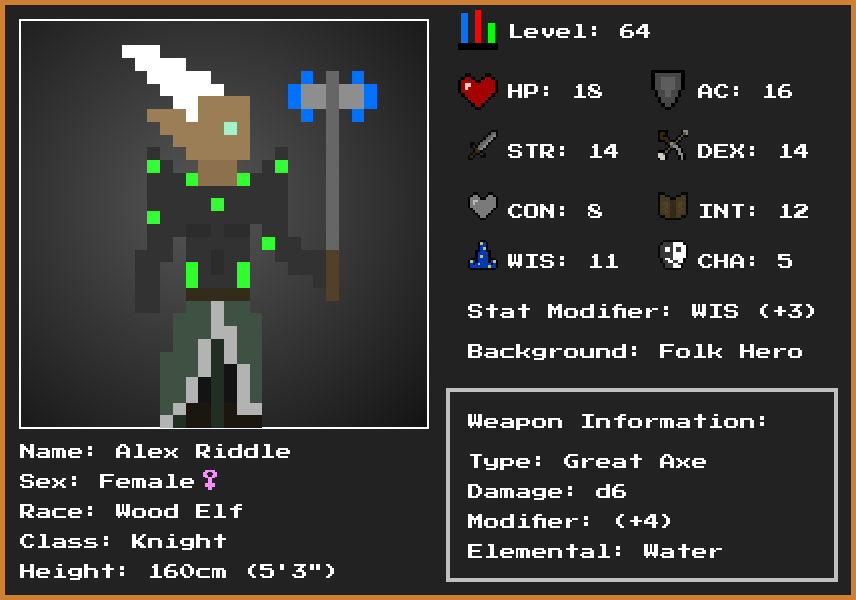 Level: 64
HP: 18 AC: 16
STR: 14 DEX: 14
CON: 8 INT: 12
WIS: 11 CHA: 5
Stat Modifier: WIS (+3)
Background: Folk Hero
Weapon Information:
Type: Great Axe
Damage: d6
Modifier: (+4)
Elemental: Water
Name: Alex Riddle
Sex: Female♀
Race: Wood Elf
Class: Knight
Height: 160cm (5'3")